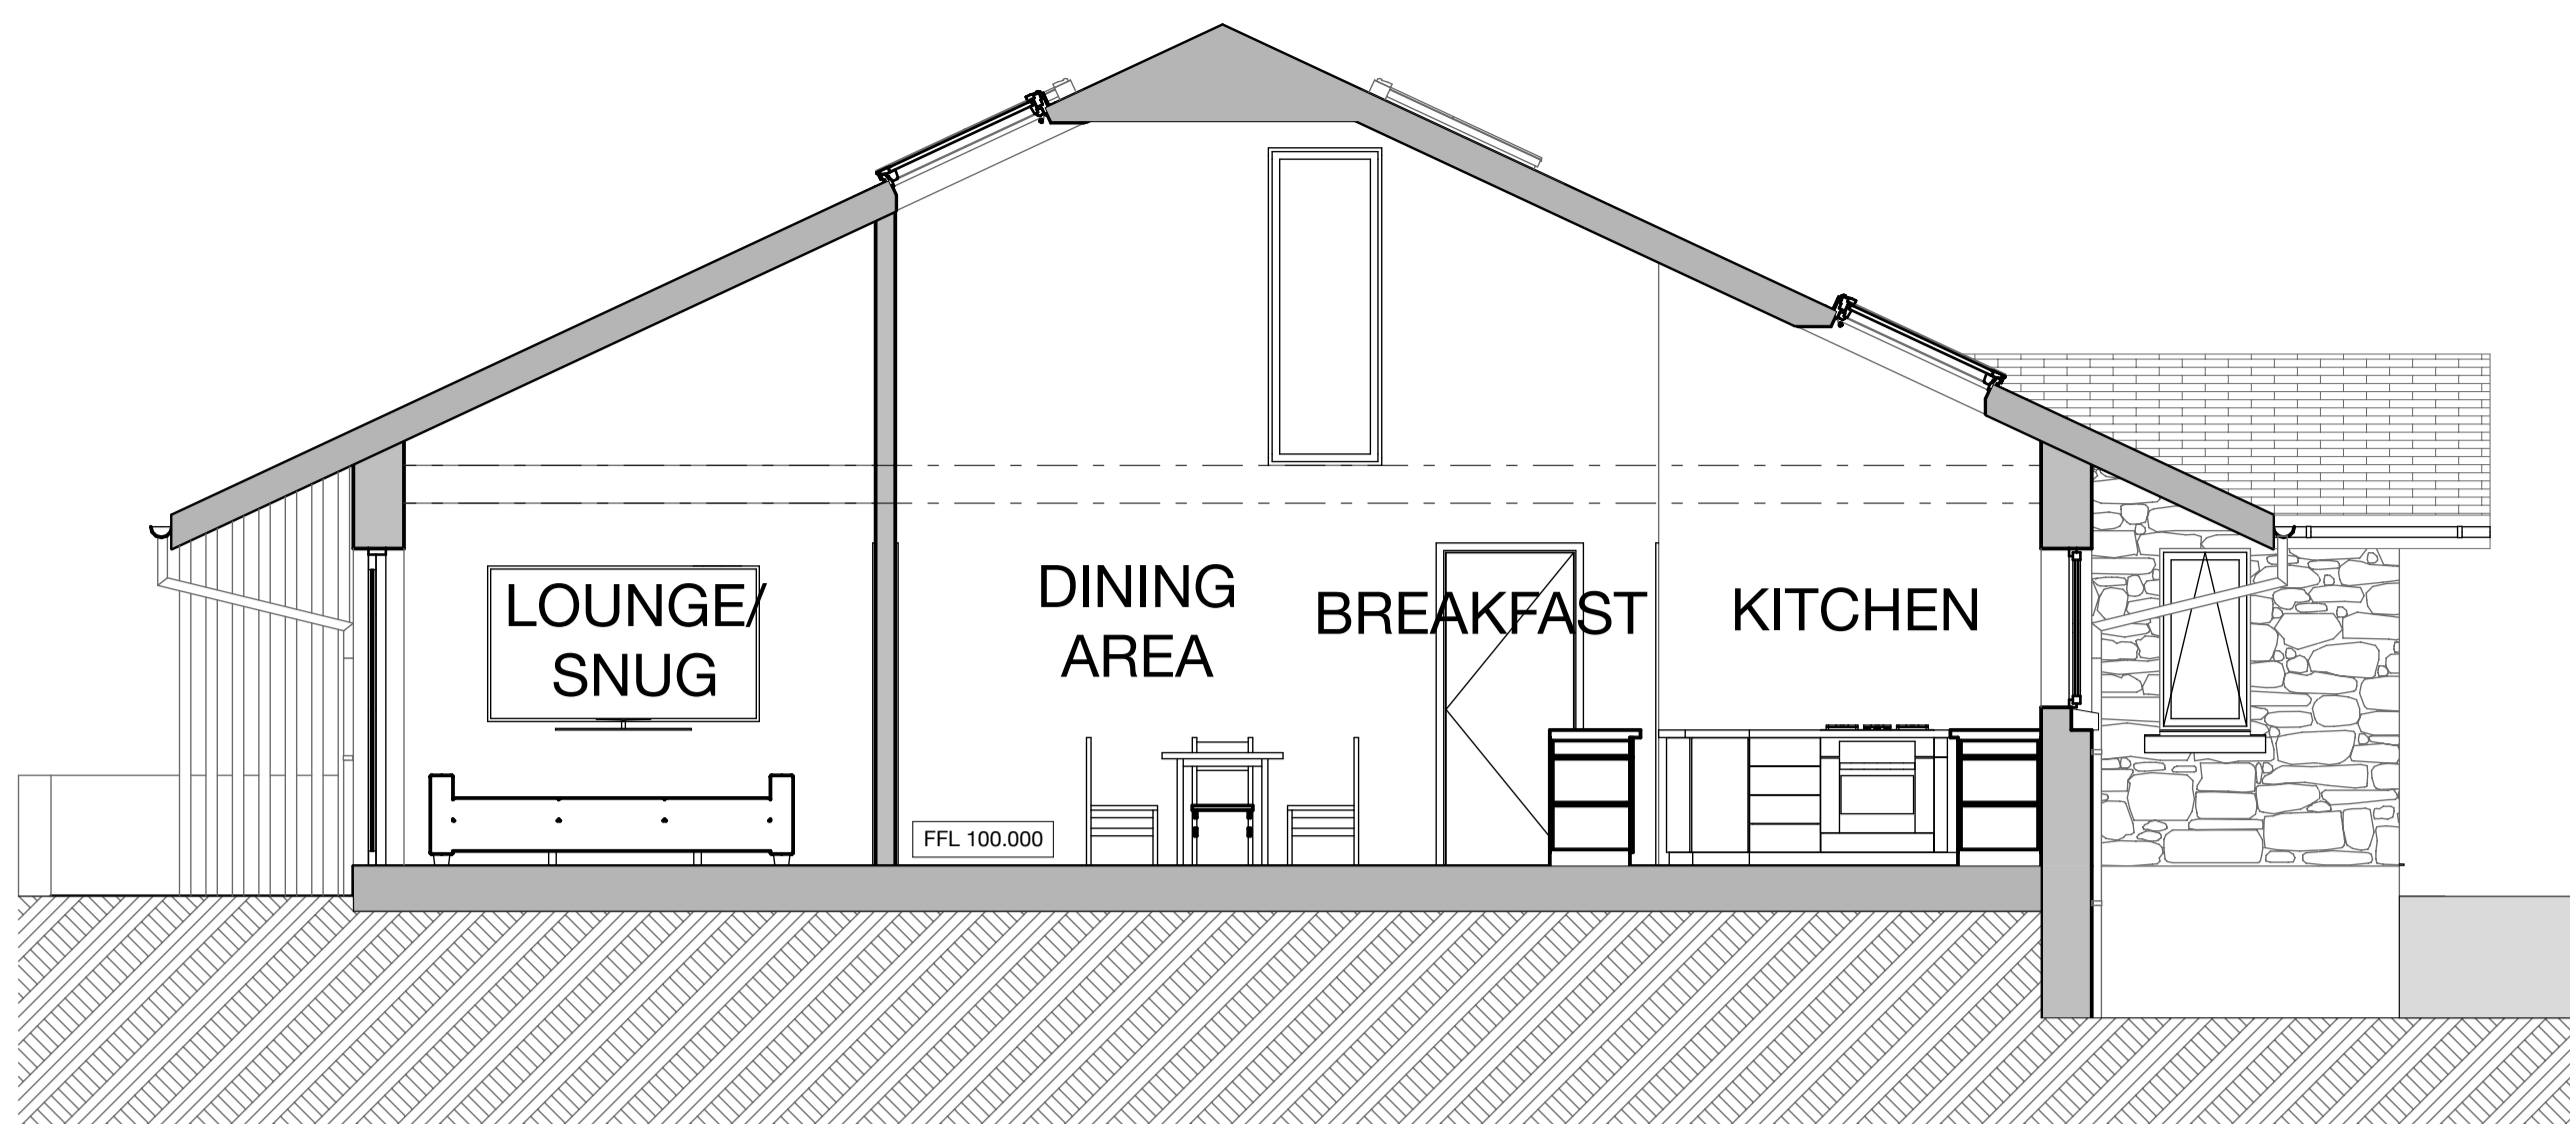 LOUNGE/
SNUG
DINING
AREA
BREAKFAST
KITCHEN
FFL 100.000